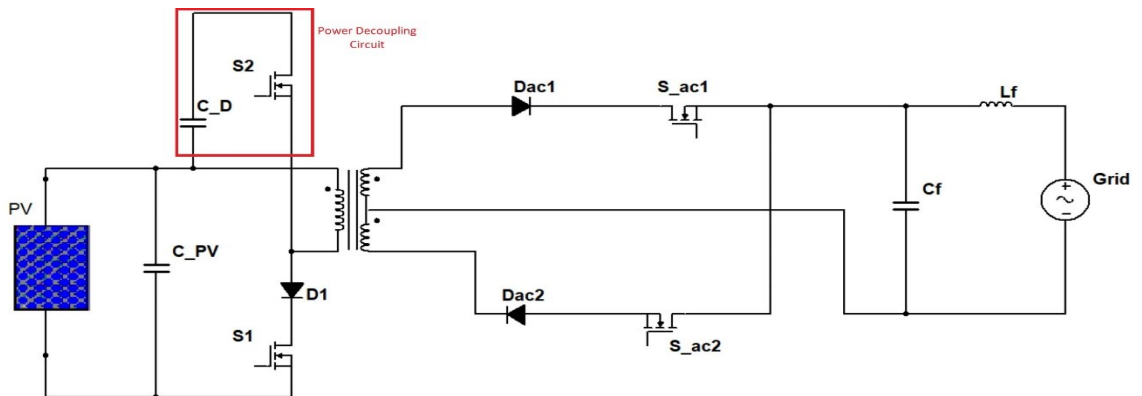 Power Decoupling
Circuit
S2
C_D
Dac1
S_ac1
Lf
PV
C_PV
Cf
Grid
D1
Dac2
S1
S_ac2